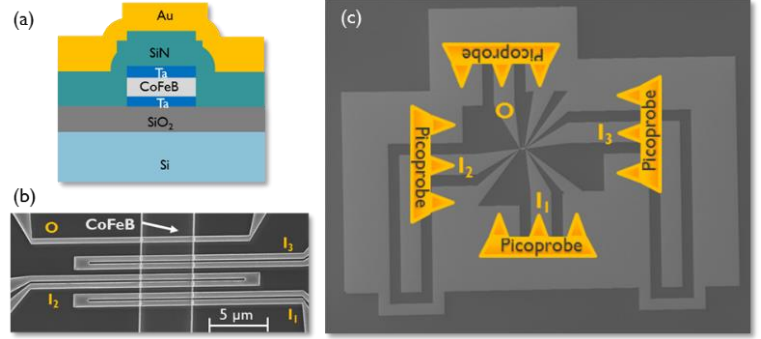 (a)
Au
SiN
Ta
CoFeB
Ta
SiO₂
Si
(b)
O
CoFeB
I₃
I₂
5 μm
I₁
(c)
Picoprobe
O
Picoprobe
I₂
I₃
Picoprobe
I₁
Picoprobe